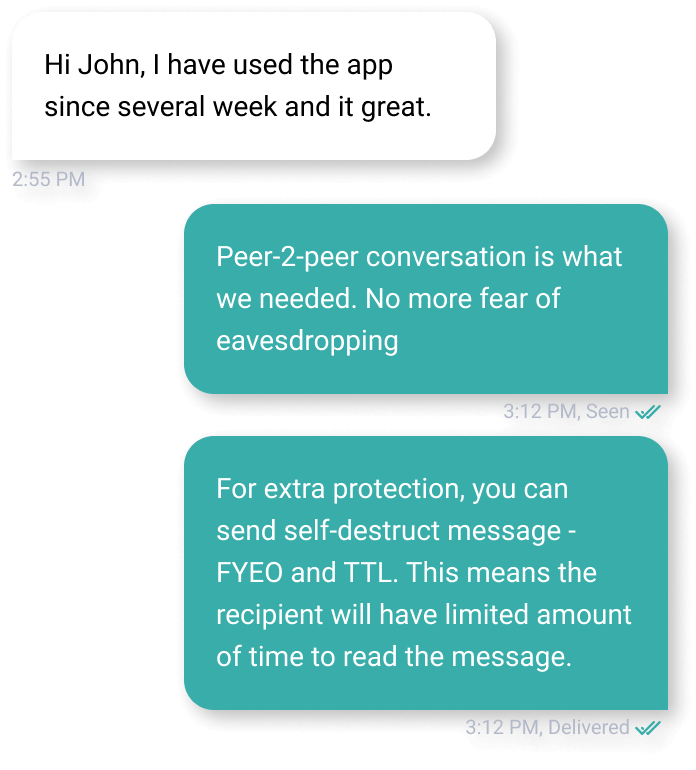 Hi John, I have used the app
since several week and it great.
2:55 PM
Peer-2-peer conversation is what
we needed. No more fear of
eavesdropping
3:12 PM, Seen
For extra protection, you can
send self-destruct message -
FYEO and TTL. This means the
recipient will have limited amount
of time to read the message.
3:12 PM, Delivered